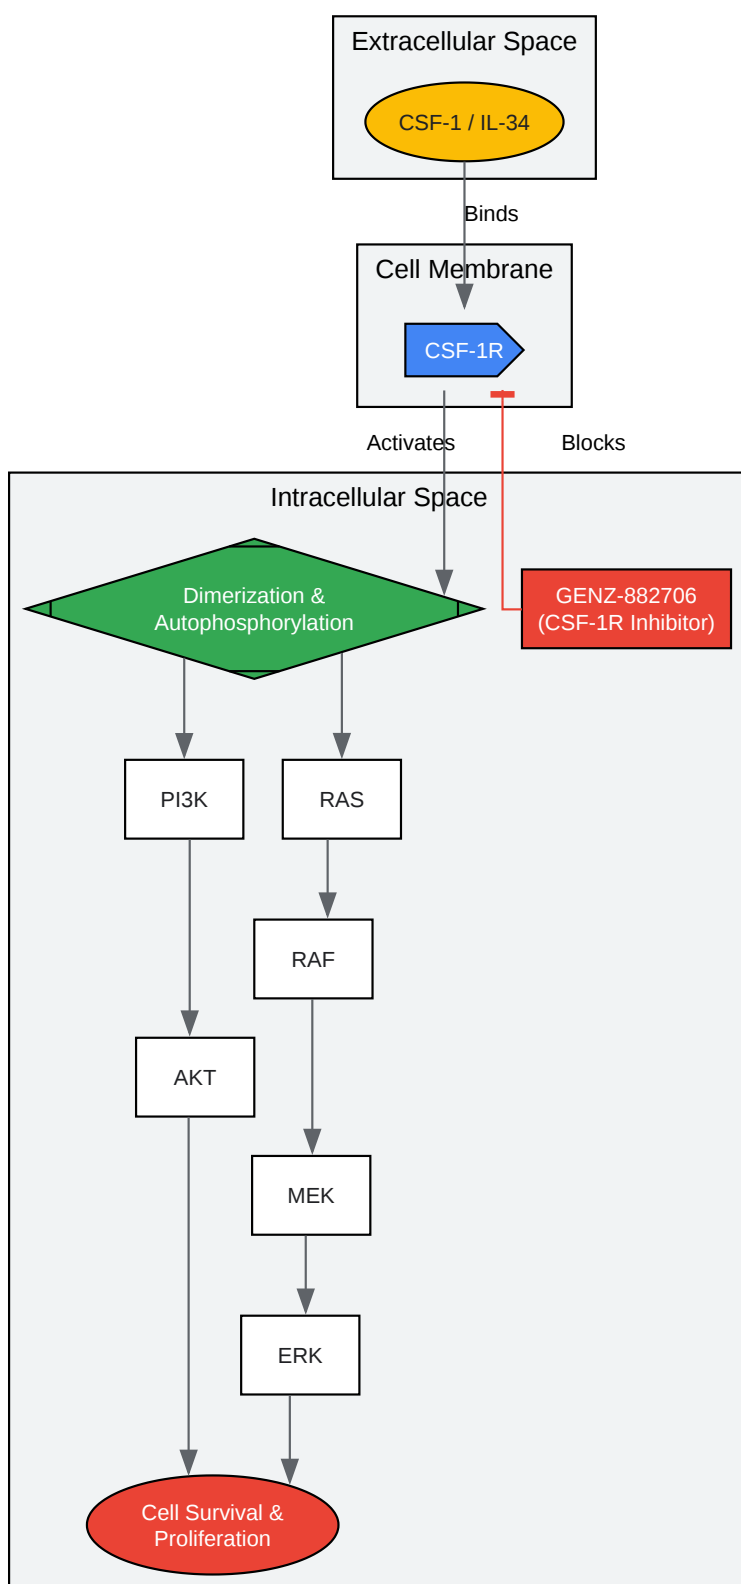 Extracellular Space
CSF-1 / IL-34
Binds
Cell Membrane
CSF-1R
Activates
Blocks
Intracellular Space
Dimerization &
Autophosphorylation
GENZ-882706
(CSF-1R Inhibitor)
PI3K
RAS
RAF
AKT
MEK
ERK
Cell Survival &
Proliferation